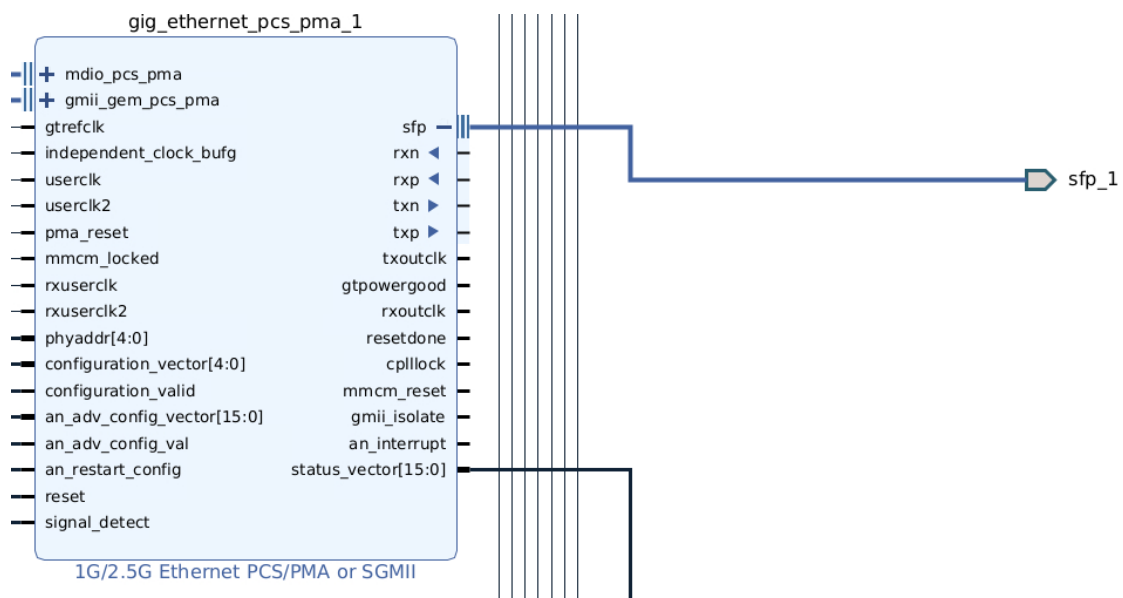 gig_ethernet_pcs_pma_1
mdio_pcs_pma
gmii_gem_pcs_pma
gtrefclk
sfp
independent_clock_bufg
rxn
userclk
rxp
userclk2
txn
pma_reset
txp
mmcm_locked
txoutclk
rxuserclk
gtpowergood
rxuserclk2
rxoutclk
phyaddr[4:0]
resetdone
configuration_vector[4:0]
cplllock
configuration_valid
mmcm_reset
an_adv_config_vector[15:0]
gmii_isolate
an_adv_config_val
an_interrupt
an_restart_config
status_vector[15:0]
reset
signal_detect
1G/2.5G Ethernet PCS/PMA or SGMII
sfp_1